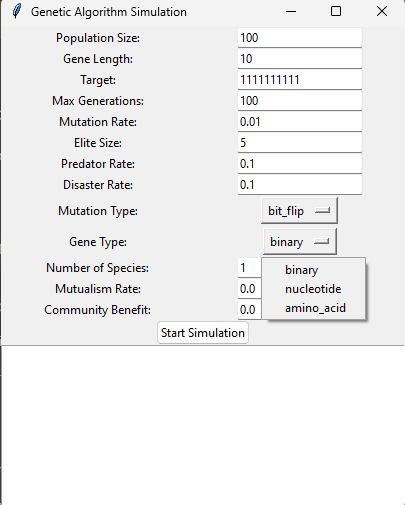 Genetic Algorithm Simulation
Population Size: 100
Gene Length: 10
Target: 1111111111
Max Generations: 100
Mutation Rate: 0.01
Elite Size: 5
Predator Rate: 0.1
Disaster Rate: 0.1
Mutation Type: bit_flip
Gene Type: binary
Number of Species: 1 binary
Mutualism Rate: 0.0 nucleotide
Community Benefit: 0.0 amino_acid
Start Simulation